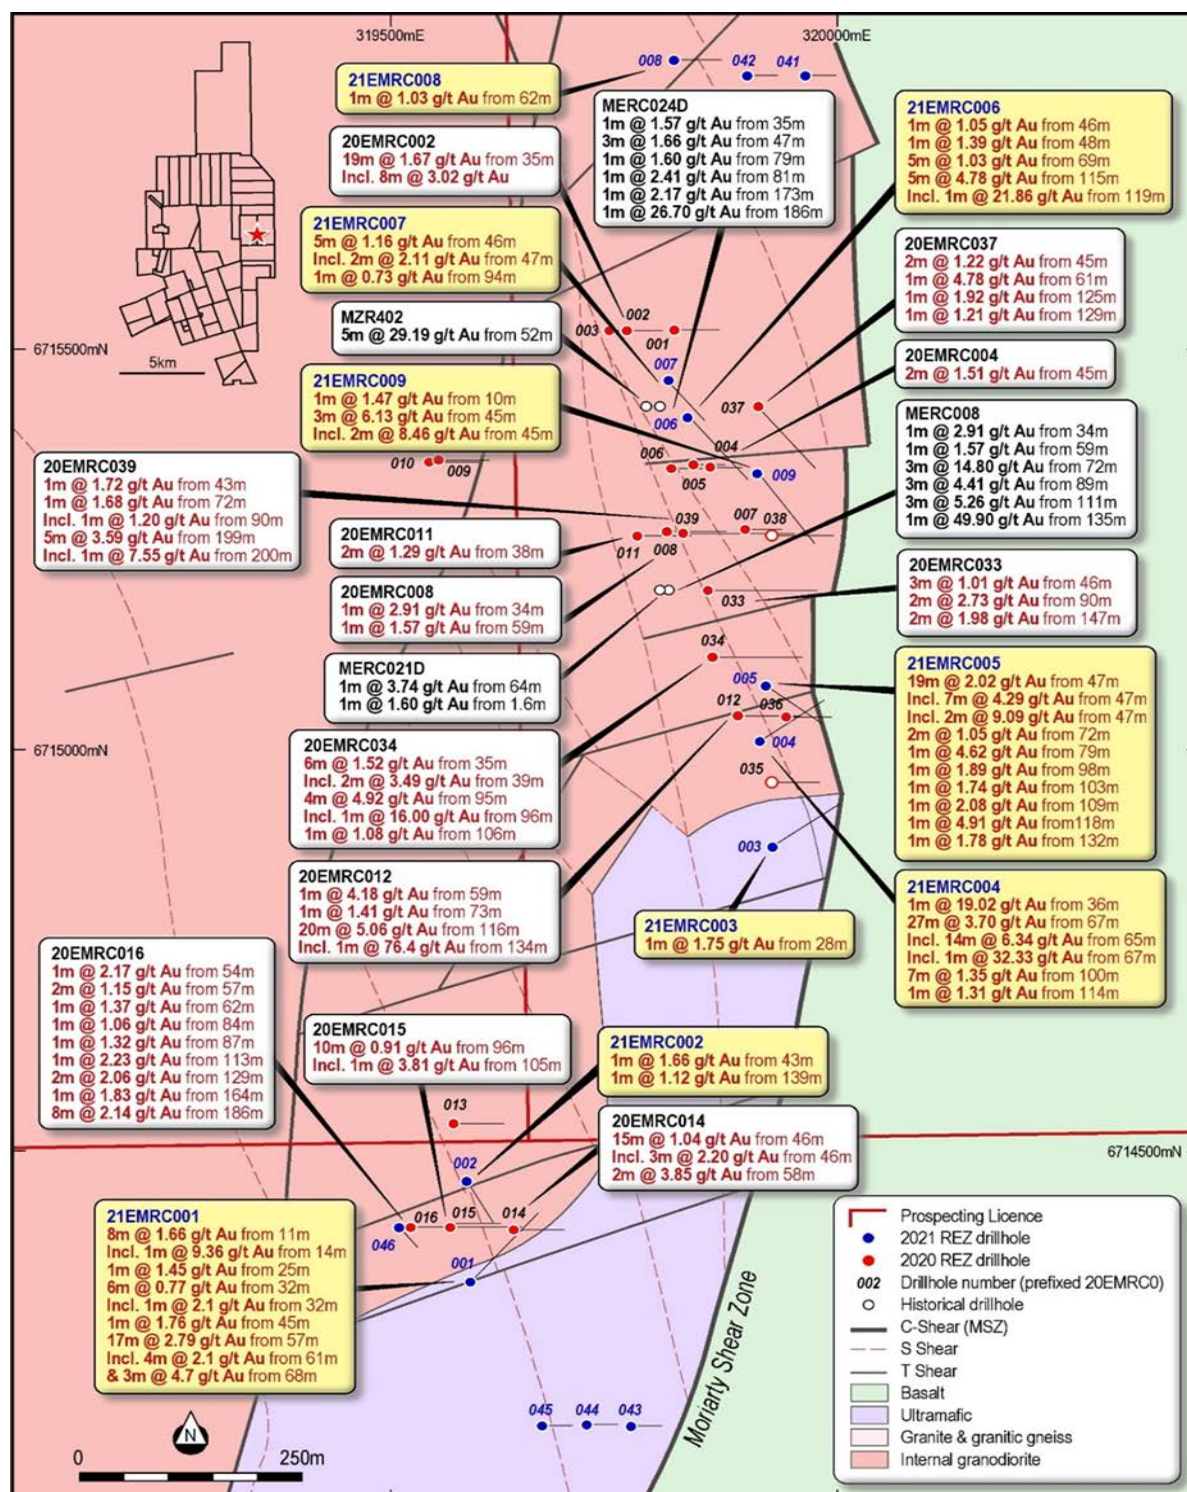 319500mE
320000mE
008
042
041
21EMRC008
1m @ 1.03 g/t Au from 62m
20EMRC002
19m @ 1.67 g/t Au from 35m
Incl. 8m @ 3.02 g/t Au
MERC024D
1m @ 1.57 g/t Au from 35m
3m @ 1.66 g/t Au from 47m
1m @ 1.60 g/t Au from 79m
1m @ 2.41 g/t Au from 81m
1m @ 2.17 g/t Au from 173m
1m @ 26.70 g/t Au from 186m
21EMRC006
1m @ 1.05 g/t Au from 46m
1m @ 1.39 g/t Au from 48m
5m @ 1.03 g/t Au from 69m
5m @ 4.78 g/t Au from 115m
Incl. 1m @ 21.86 g/t Au from 119m
21EMRC007
5m @ 1.16 g/t Au from 46m
Incl. 2m @ 2.11 g/t Au from 47m
1m @ 0.73 g/t Au from 94m
20EMRC037
2m @ 1.22 g/t Au from 45m
1m @ 4.78 g/t Au from 61m
1m @ 1.92 g/t Au from 125m
1m @ 1.21 g/t Au from 129m
MZR402
5m @ 29.19 g/t Au from 52m
003
002
001
6715500mN
5km
007
20EMRC004
2m @ 1.51 g/t Au from 45m
21EMRC009
1m @ 1.47 g/t Au from 10m
3m @ 6.13 g/t Au from 45m
Incl. 2m @ 8.46 g/t Au from 45m
006
037
MERC008
1m @ 2.91 g/t Au from 34m
1m @ 1.57 g/t Au from 59m
3m @ 14.80 g/t Au from 72m
3m @ 4.41 g/t Au from 89m
3m @ 5.26 g/t Au from 111m
1m @ 49.90 g/t Au from 135m
006
004
005
009
010
009
20EMRC039
1m @ 1.72 g/t Au from 43m
1m @ 1.68 g/t Au from 72m
Incl. 1m @ 1.20 g/t Au from 90m
5m @ 3.59 g/t Au from 199m
Incl. 1m @ 7.55 g/t Au from 200m
20EMRC011
2m @ 1.29 g/t Au from 38m
011
008
039
007
038
20EMRC008
1m @ 2.91 g/t Au from 34m
1m @ 1.57 g/t Au from 59m
033
20EMRC033
3m @ 1.01 g/t Au from 46m
2m @ 2.73 g/t Au from 90m
2m @ 1.98 g/t Au from 147m
MERC021D
1m @ 3.74 g/t Au from 64m
1m @ 1.60 g/t Au from 1.6m
034
005
012
036
004
035
21EMRC005
19m @ 2.02 g/t Au from 47m
Incl. 7m @ 4.29 g/t Au from 47m
Incl. 2m @ 9.09 g/t Au from 47m
2m @ 1.05 g/t Au from 72m
1m @ 4.62 g/t Au from 79m
1m @ 1.89 g/t Au from 98m
1m @ 1.74 g/t Au from 103m
1m @ 2.08 g/t Au from 109m
1m @ 4.91 g/t Au from118m
1m @ 1.78 g/t Au from 132m
6715000mN
20EMRC034
6m @ 1.52 g/t Au from 35m
Incl. 2m @ 3.49 g/t Au from 39m
4m @ 4.92 g/t Au from 95m
Incl. 1m @ 16.00 g/t Au from 96m
1m @ 1.08 g/t Au from 106m
003
20EMRC012
1m @ 4.18 g/t Au from 59m
1m @ 1.41 g/t Au from 73m
20m @ 5.06 g/t Au from 116m
Incl. 1m @ 76.4 g/t Au from 134m
21EMRC003
1m @ 1.75 g/t Au from 28m
21EMRC004
1m @ 19.02 g/t Au from 36m
27m @ 3.70 g/t Au from 67m
Incl. 14m @ 6.34 g/t Au from 65m
Incl. 1m @ 32.33 g/t Au from 67m
7m @ 1.35 g/t Au from 100m
1m @ 1.31 g/t Au from 114m
20EMRC016
1m @ 2.17 g/t Au from 54m
2m @ 1.15 g/t Au from 57m
1m @ 1.37 g/t Au from 62m
1m @ 1.06 g/t Au from 84m
1m @ 1.32 g/t Au from 87m
1m @ 2.23 g/t Au from 113m
2m @ 2.06 g/t Au from 129m
1m @ 1.83 g/t Au from 164m
8m @ 2.14 g/t Au from 186m
20EMRC015
10m @ 0.91 g/t Au from 96m
Incl. 1m @ 3.81 g/t Au from 105m
21EMRC002
1m @ 1.66 g/t Au from 43m
1m @ 1.12 g/t Au from 139m
013
20EMRC014
15m @ 1.04 g/t Au from 46m
Incl. 3m @ 2.20 g/t Au from 46m
2m @ 3.85 g/t Au from 58m
6714500mN
002
016
015
014
046
001
21EMRC001
8m @ 1.66 g/t Au from 11m
Incl. 1m @ 9.36 g/t Au from 14m
1m @ 1.45 g/t Au from 25m
6m @ 0.77 g/t Au from 32m
Incl. 1m @ 2.1 g/t Au from 32m
1m @ 1.76 g/t Au from 45m
17m @ 2.79 g/t Au from 57m
Incl. 4m @ 2.1 g/t Au from 61m
& 3m @ 4.7 g/t Au from 68m
Moriarty Shear Zone
045
044
043
N
0
250m
Prospecting Licence
2021 REZ drillhole
2020 REZ drillhole
002 Drillhole number (prefixed 20EMRC0)
Historical drillhole
C-Shear (MSZ)
S Shear
T Shear
Basalt
Ultramafic
Granite & granitic gneiss
Internal granodiorite